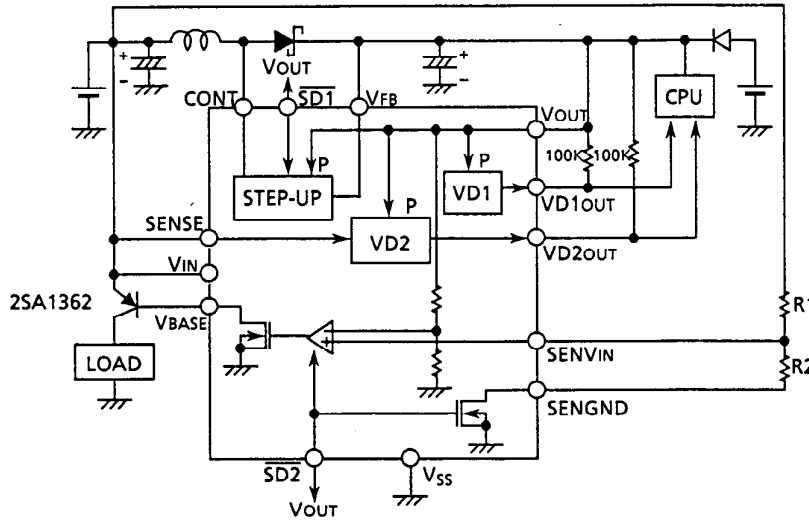 +
-
+
-
VOUT
CONT
SD1
VFB
CPU
VOUT
P
P
100K
100K
STEP-UP
VD1
VD1OUT
P
SENSE
VD2
VD2OUT
VIN
2SA1362
R1
VBASE
-
+
SENVIN
LOAD
R2
SENGND
SD2
VSS
VOUT